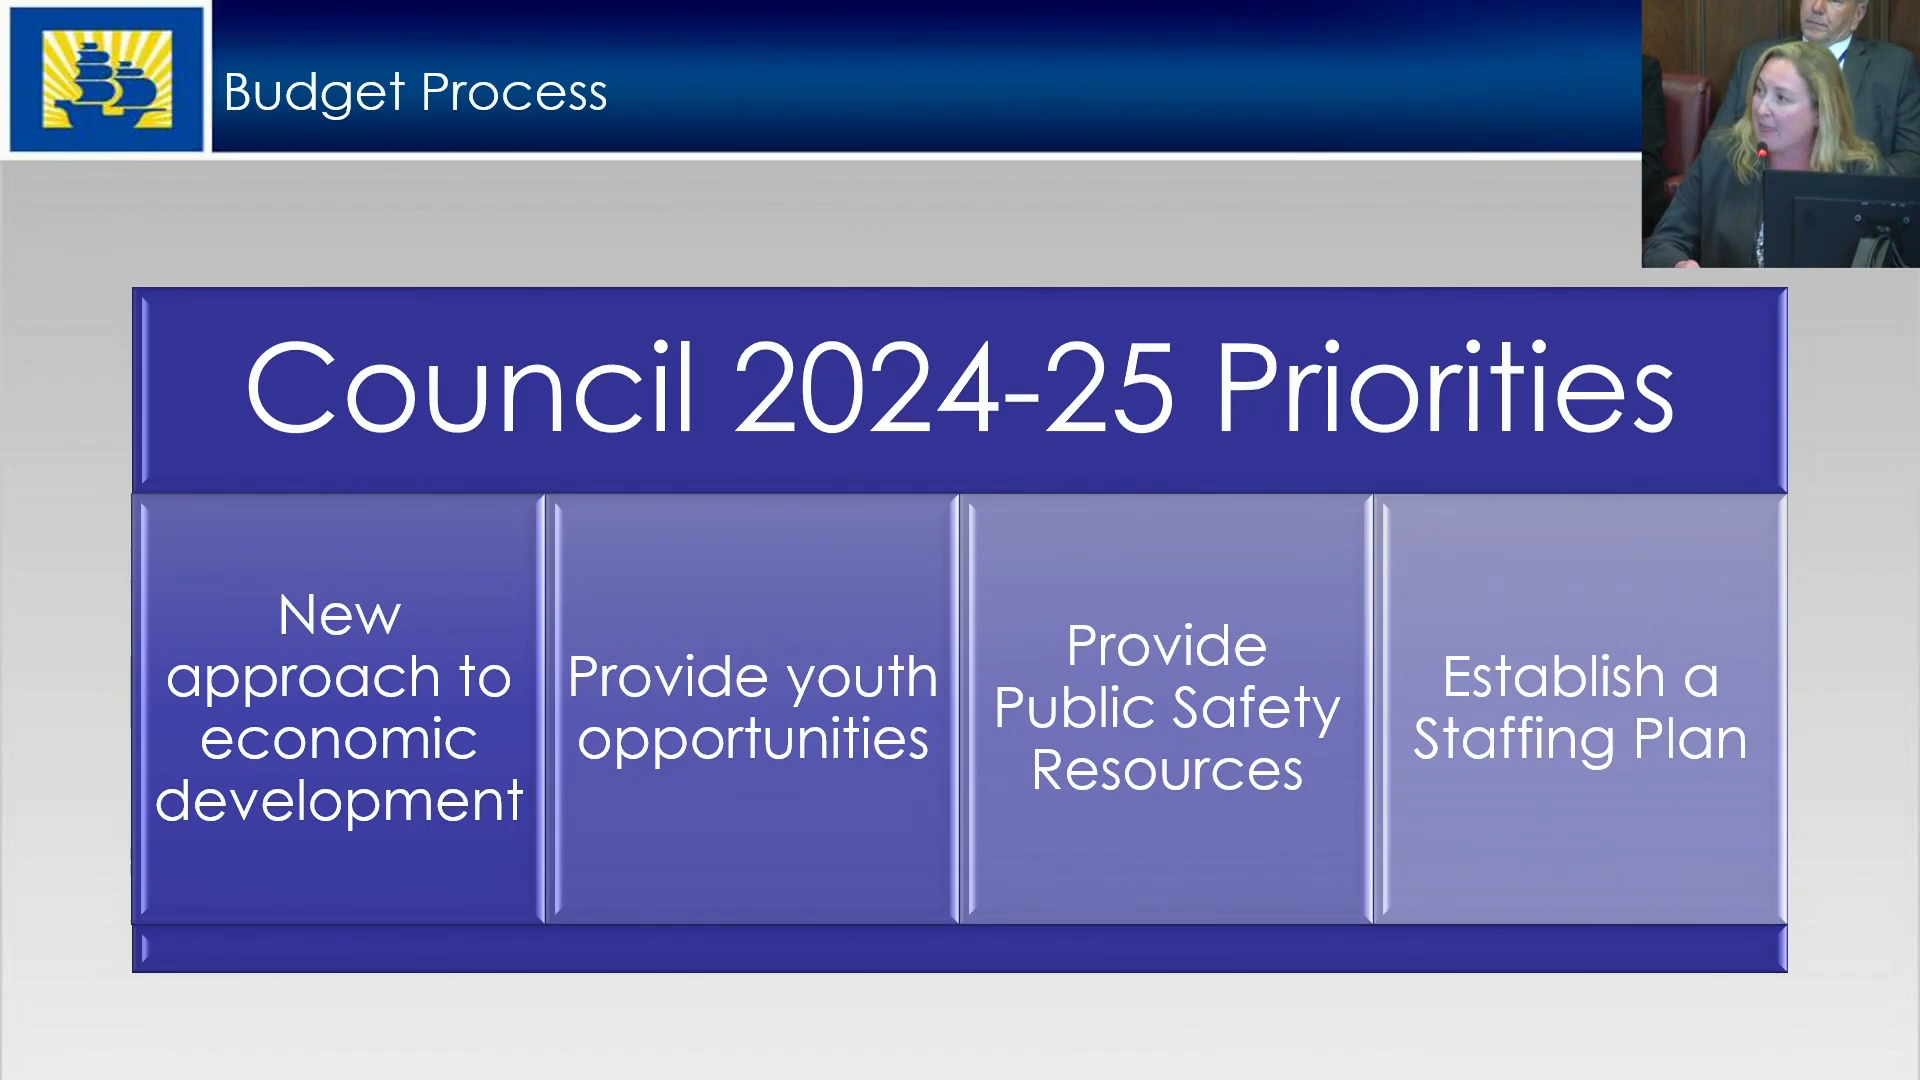 Budget Process
Council 2024-25 Priorities
New
approach to
economic
development
Provide youth
opportunities
Provide
Public Safety
Resources
Establish a
Staffing Plan